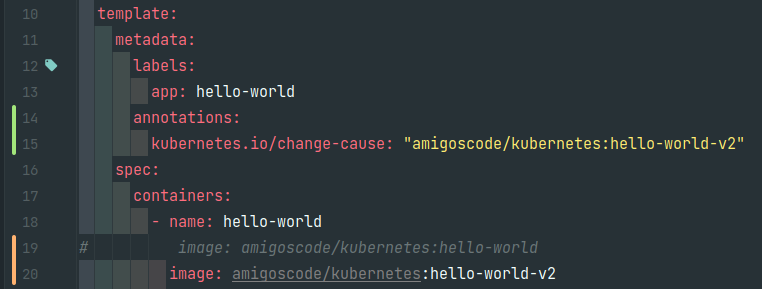 10 template:
11 metadata:
12 labels:
13 app: hello-world
14 annotations:
15 kubernetes.io/change-cause: "amigoscode/kubernetes:hello-world-v2"
16 spec:
17 containers:
18 - name: hello-world
19 # image: amigoscode/kubernetes:hello-world
20 image: amigoscode/kubernetes:hello-world-v2